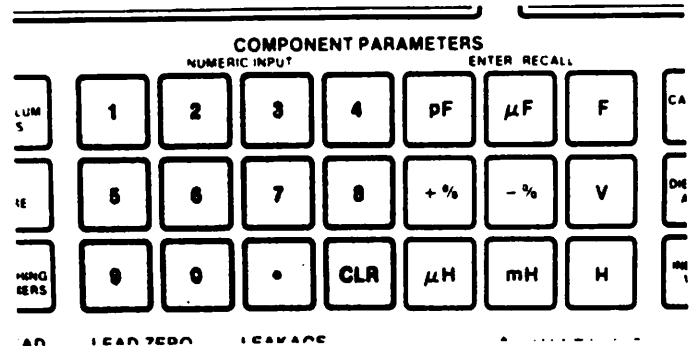 COMPONENT PARAMETERS
NUMERIC INPUT ENTER RECALL
1 2 3 4 pF µF F
5 6 7 8 +% -% V
9 0 • CLR µH mH H
LEAD ZERO LEAKAGE